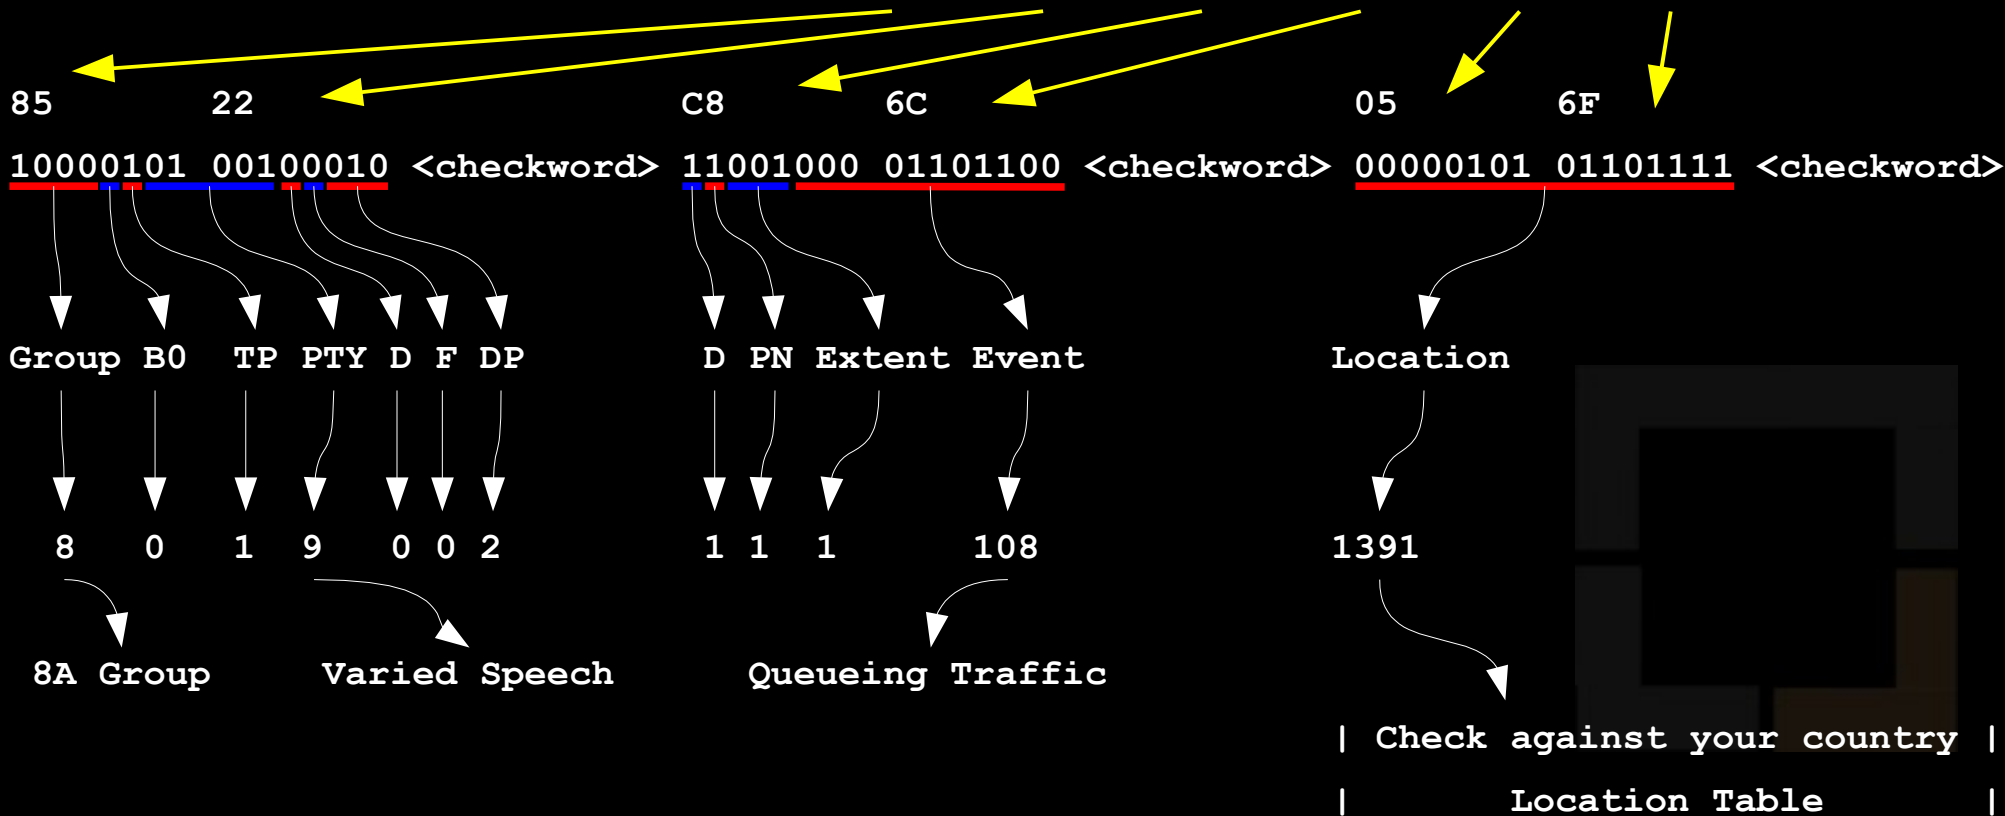 85 22 C8 6C 05 6F
10000101 00100010 <checkword> 11001000 01101100 <checkword> 00000101 01101111 <checkword>
Group B0 TP PTY D F DP D PN Extent Event Location
8 0 1 9 0 0 2 1 1 1 108 1391
8A Group Varied Speech Queueing Traffic
| Check against your country |
| Location Table |